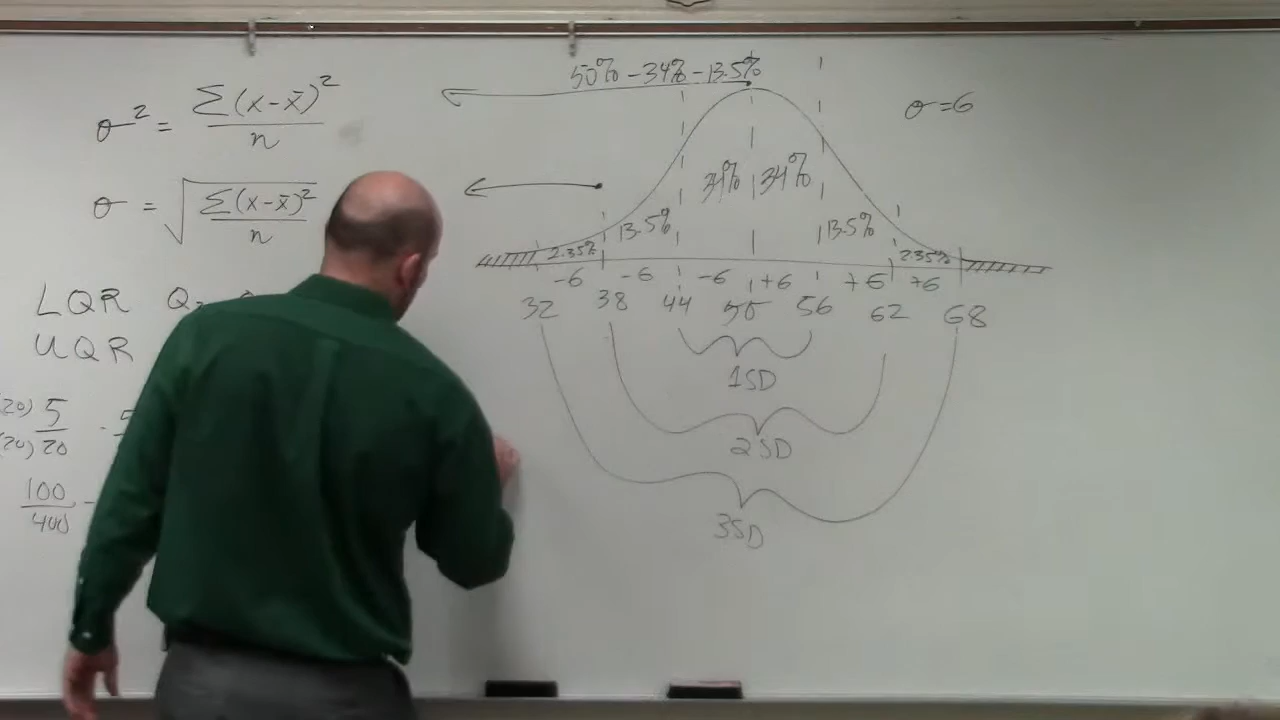 50% - 34% - 13.5%
σ² = Σ(x - x̄)² / n
σ = 6
σ = √(Σ(x - x̄)² / n)
34% 34%
13.5% 13.5%
2.35% 2.35%
-6 -6 -6 +6 +6 +6
32 38 44 50 56 62 68
LQR
UQR
1SD
(20) 5/20
(20)
2SD
100/400
3SD